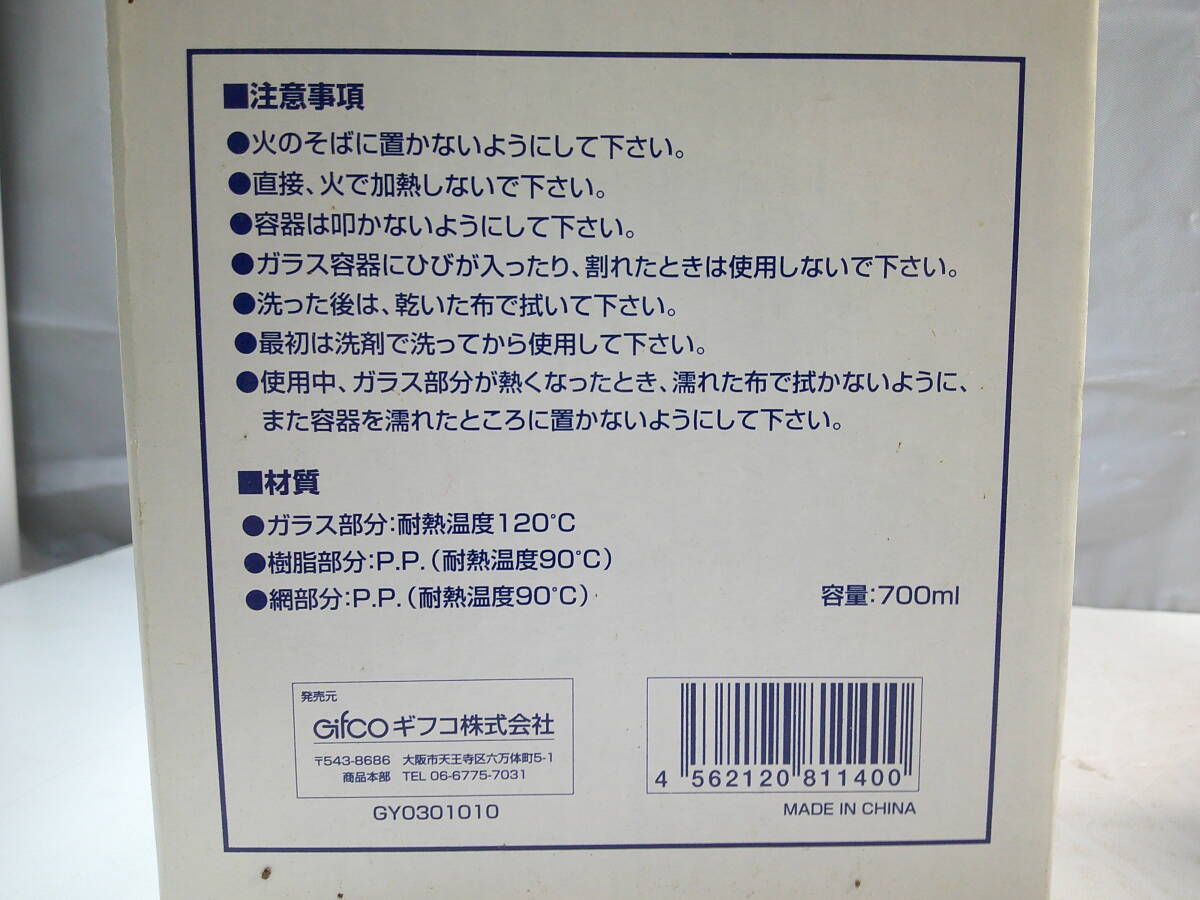 ■注意事項
●火のそばに置かないようにして下さい。
●直接、火で加熱しないで下さい。
●容器は叩かないようにして下さい。
●ガラス容器にひびが入ったり、割れたときは使用しないで下さい。
●洗った後は、乾いた布で拭いて下さい。
●最初は洗剤で洗ってから使用して下さい。
●使用中、ガラス部分が熱くなったとき、濡れた布で拭かないように、
また容器を濡れたところに置かないようにして下さい。
■材質
●ガラス部分:耐熱温度120℃
●樹脂部分:P.P.(耐熱温度90℃)
●網部分:P.P.(耐熱温度90℃)
容量:700ml
発売元
Gifco ギフコ株式会社
〒543-8686 大阪市天王寺区六万体町5-1
商品本部 TEL 06-6775-7031
GY0301010
4 562120 811400
MADE IN CHINA